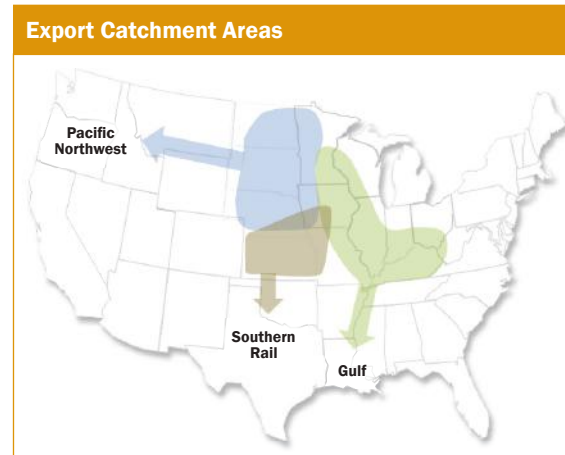 Export Catchment Areas
Pacific
Northwest
Southern
Rail
Gulf